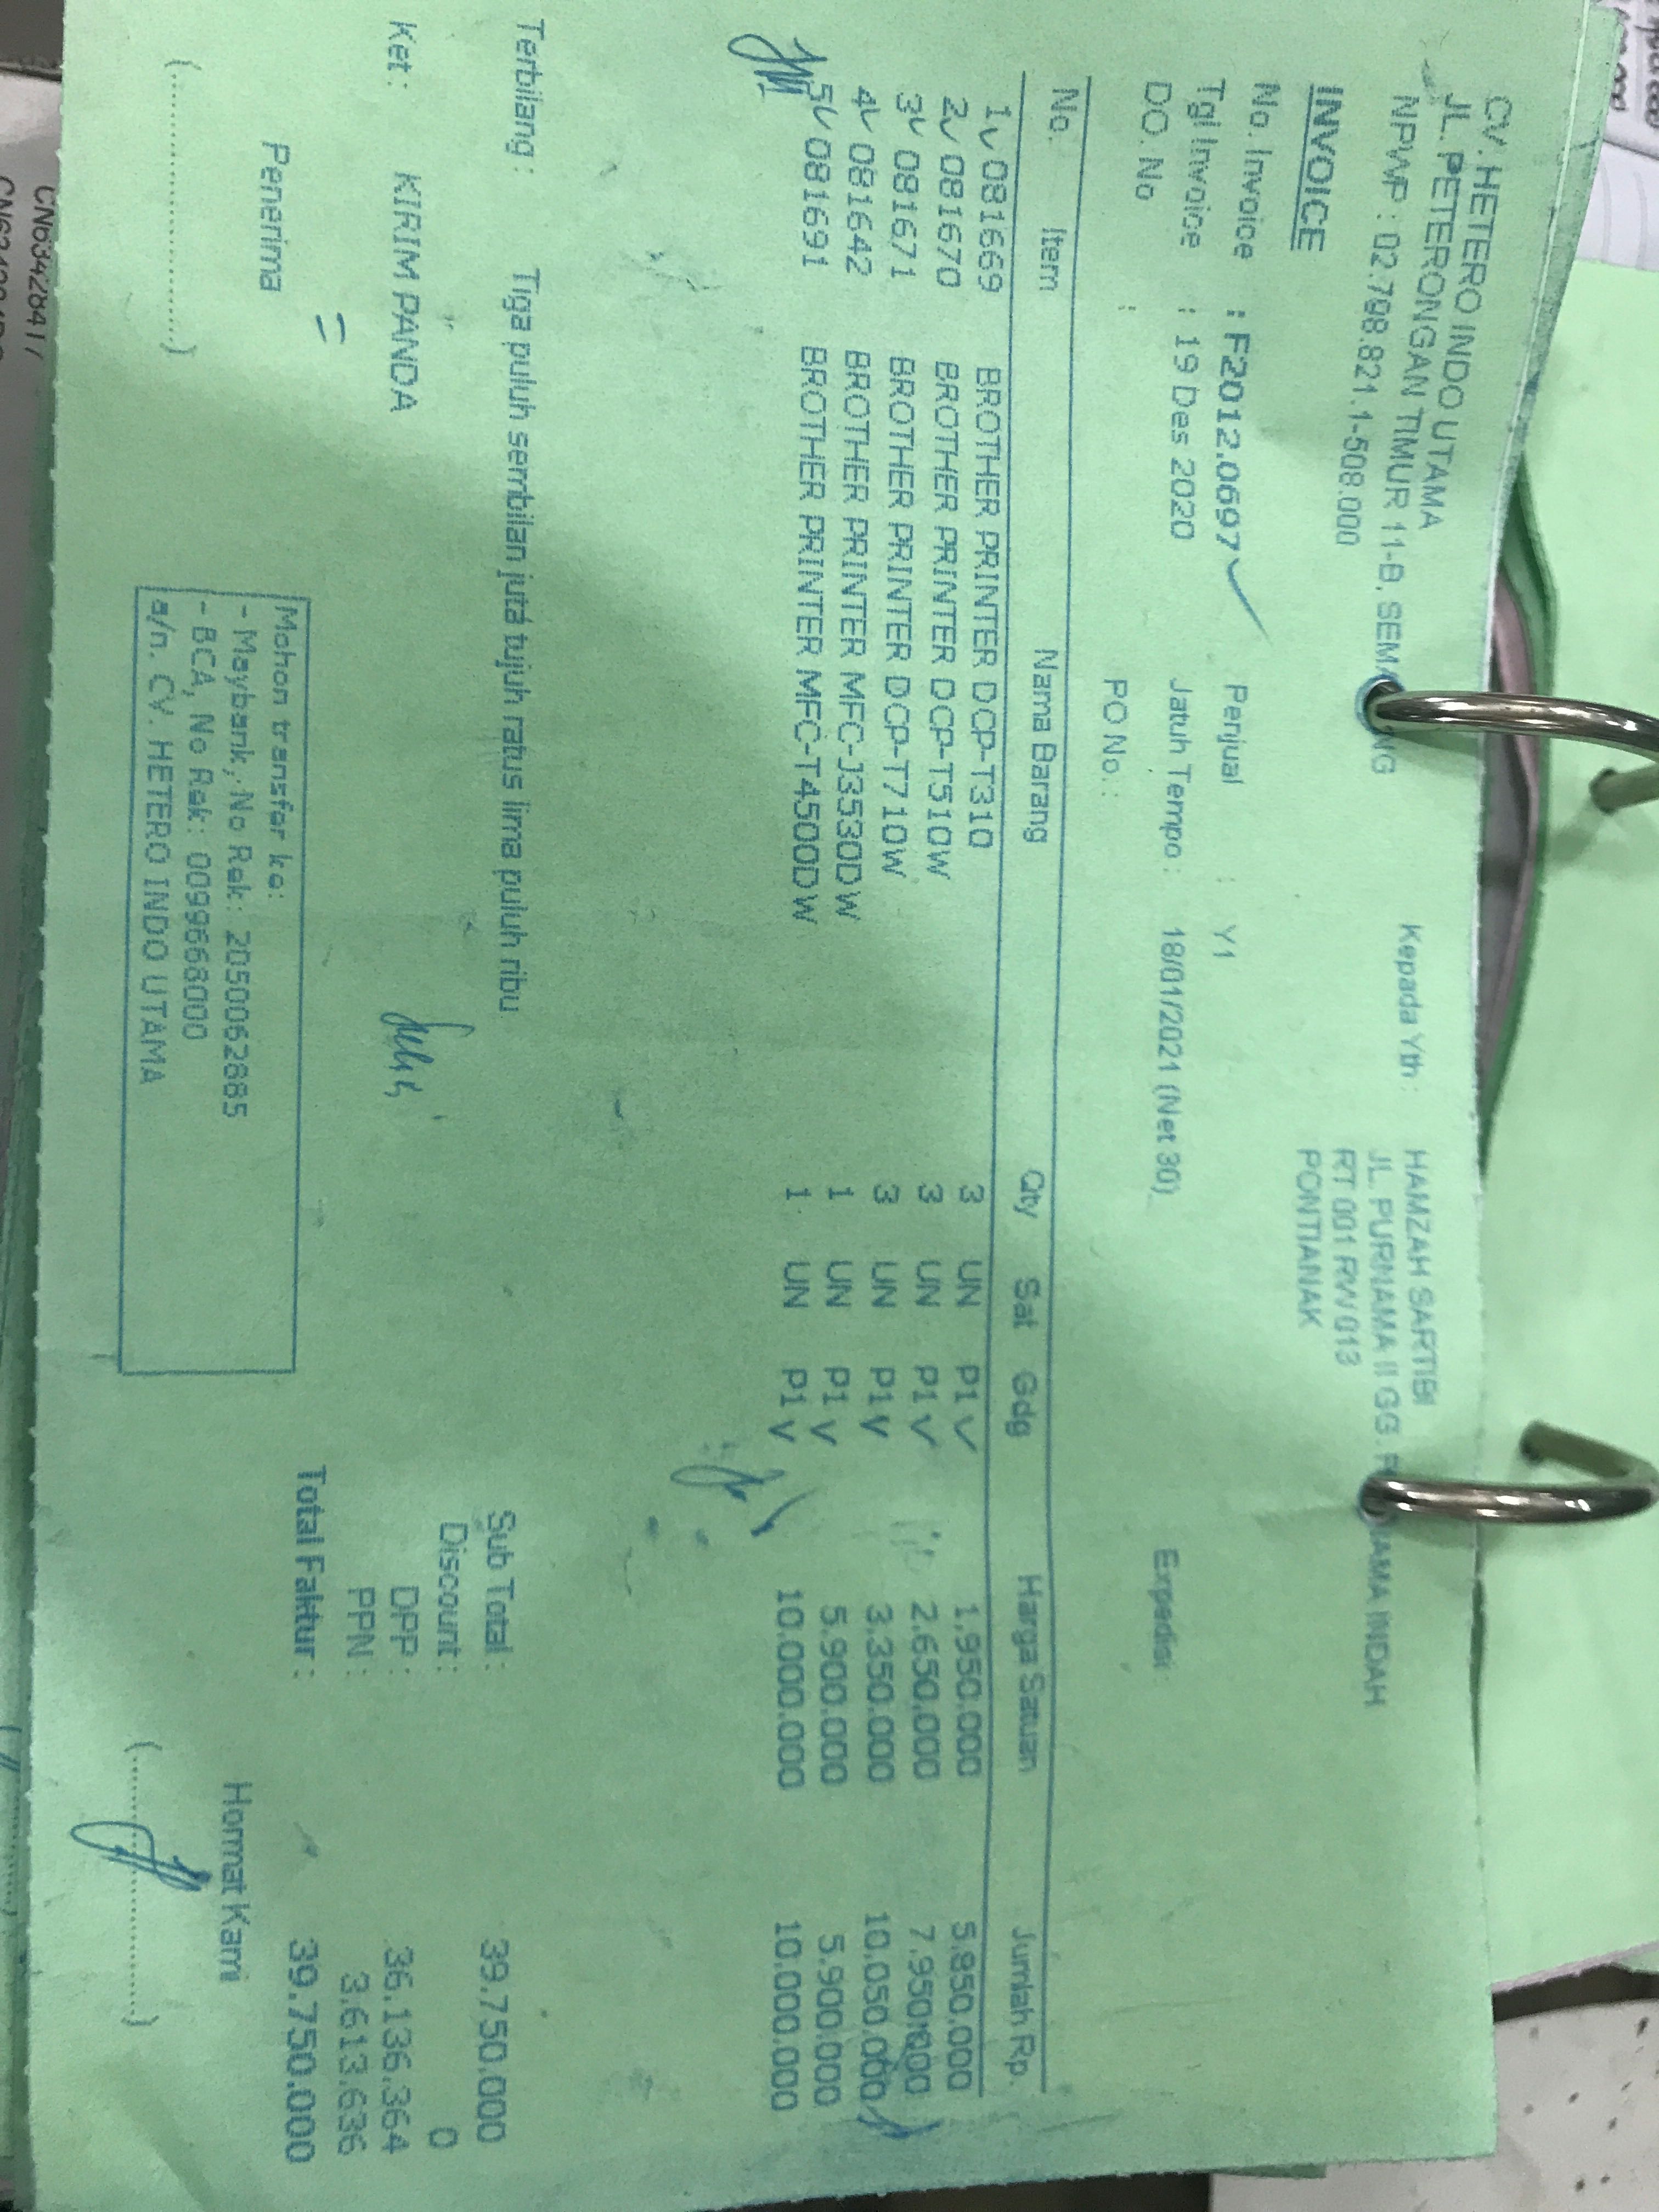 CV. HETERO INDO UTAMA
JL. PETERONGAN TIMUR 11-B, SEMA NG
NPWP : 02.798.821.1-508.000
Kepada Yth :
HAMZAH SARTIBI
JL. PURNAMA II GG. P NAMA INDAH
RT 001 RW 013
PONTIANAK
INVOICE
No. Invoice : F2012.0697 Penjual : Y1
Tgl Invoice : 19 Des 2020 Jatuh Tempo : 18/01/2021 (Net 30) Expedisi :
DO. No : PO No. :
No. Item Nama Barang Qty Sat Gdg Harga Satuan Jumlah Rp.
1 081669 BROTHER PRINTER DCP-T310 3 UN P1 1.950.000 5.850.000
2 081670 BROTHER PRINTER DCP-T510W 3 UN P1 2.650.000 7.950.000
3 081671 BROTHER PRINTER DCP-T710W 3 UN P1 3.350.000 10.050.000
4 081642 BROTHER PRINTER MFC-J3530DW 1 UN P1 5.900.000 5.900.000
5 081691 BROTHER PRINTER MFC-T4500DW 1 UN P1 10.000.000 10.000.000
Terbilang : Tiga puluh sembilan juta tujuh ratus lima puluh ribu
Sub Total : 39.750.000
Discount : 0
DPP : 36.136.364
PPN : 3.613.636
Total Faktur : 39.750.000
Ket : KIRIM PANDA
Penerima
(....................)
Mohon transfer ke:
- Maybank, No Rek: 2050062885
- BCA, No Rek: 0099668000
a/n. CV. HETERO INDO UTAMA
Hormat Kami
(....................)